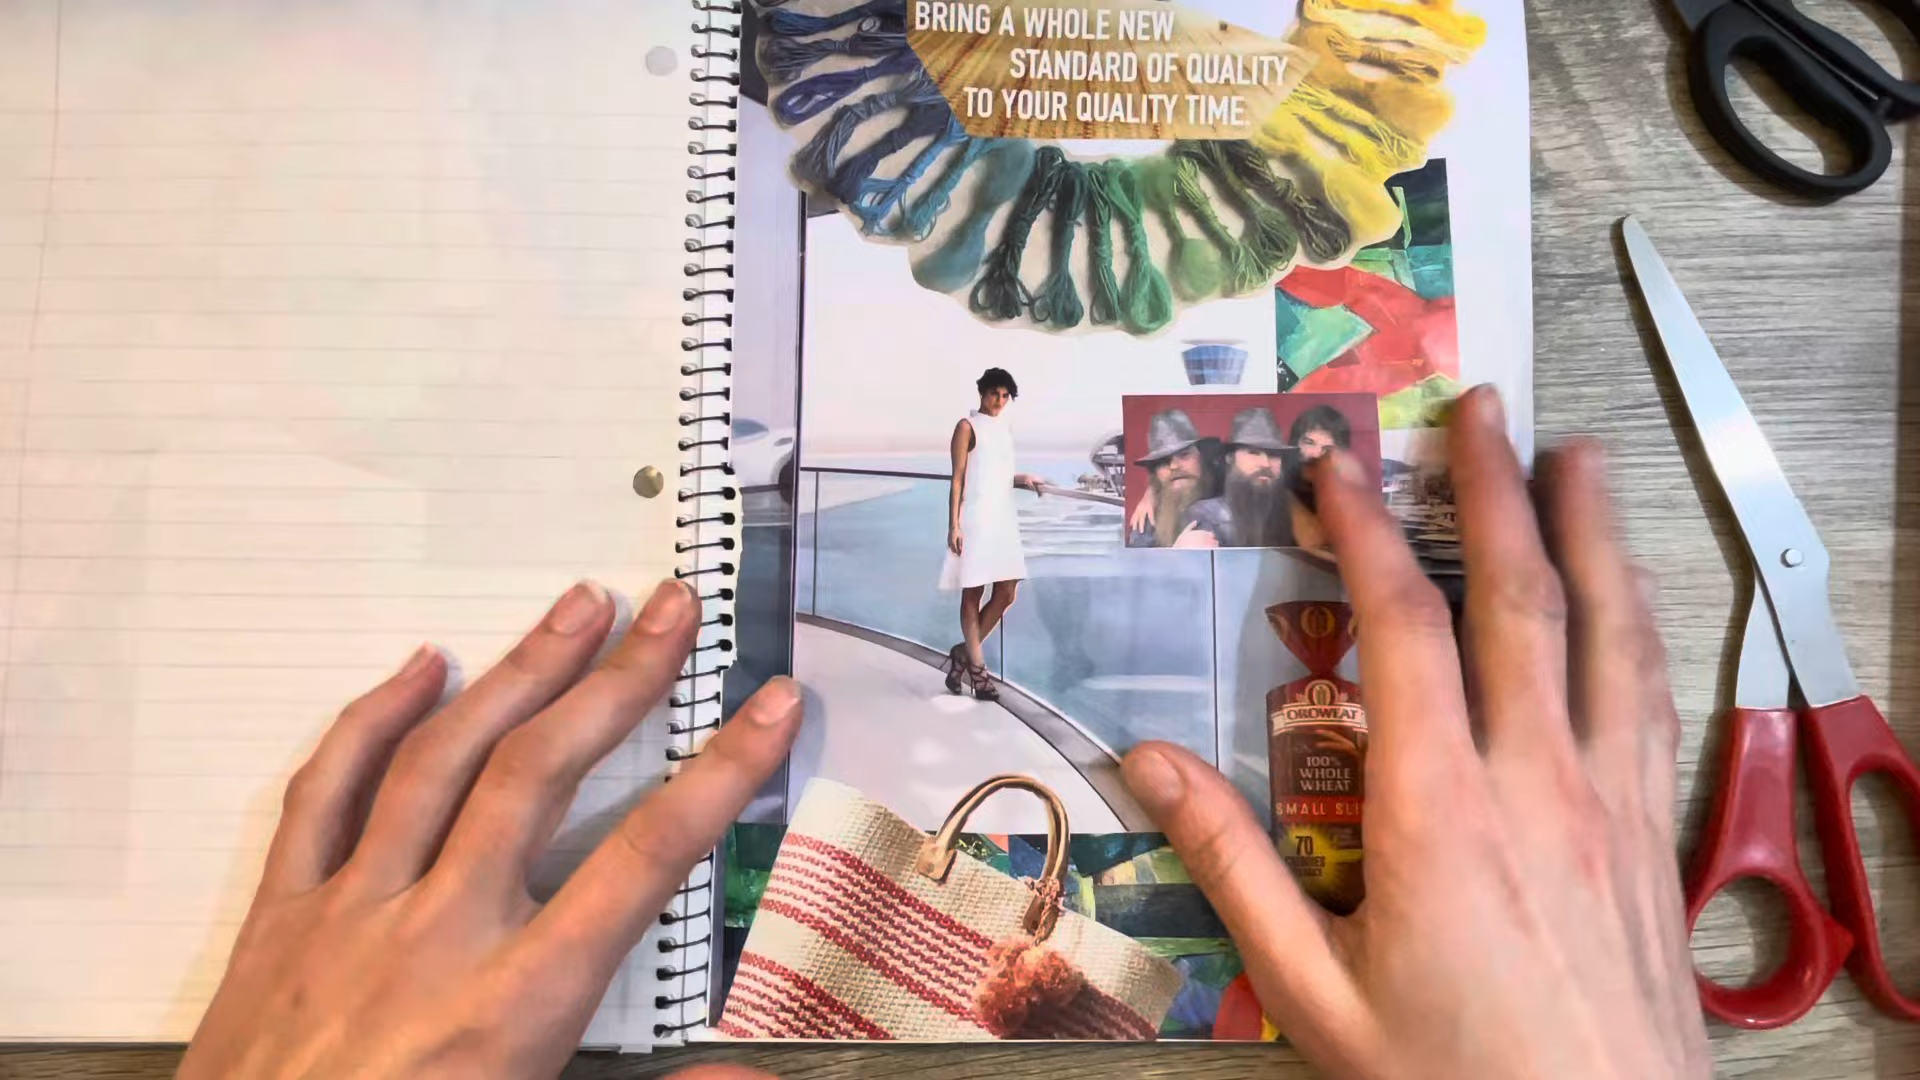 BRING A WHOLE NEW
STANDARD OF QUALITY
TO YOUR QUALITY TIME.
OROWEAT
100%
WHOLE
WHEAT
SMALL SLI
70